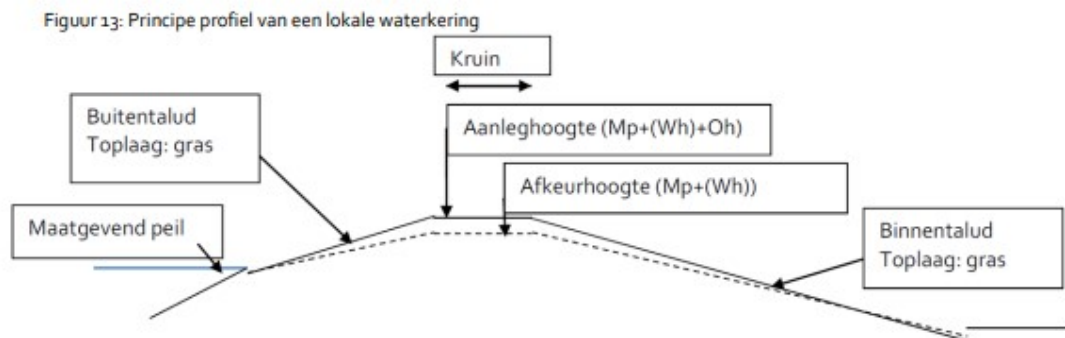 Figuur 13: Principe profiel van een lokale waterkering
Kruin
Buitentalud
Toplaag: gras
Aanleghoogte (Mp+(Wh)+Oh)
Afkeurhoogte (Mp+(Wh))
Maatgevend peil
Binnentalud
Toplaag: gras